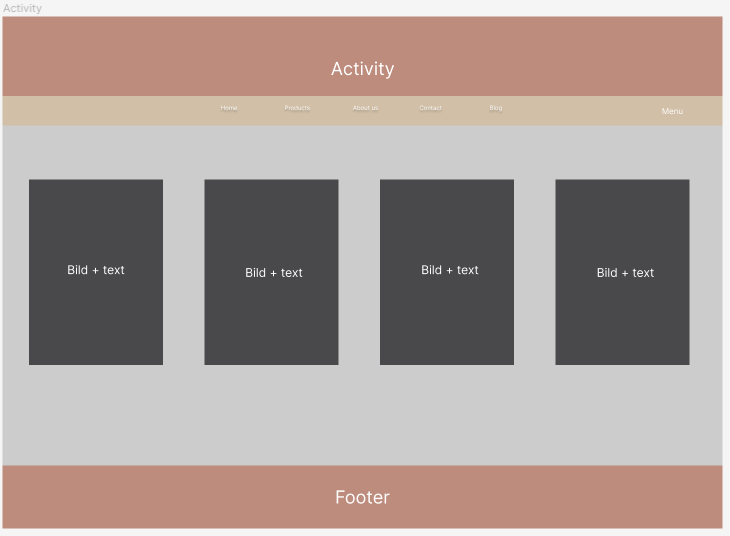 Activity
Activity
Home Products About us Contact Blog Menu
Bild + text Bild + text Bild + text Bild + text
Footer